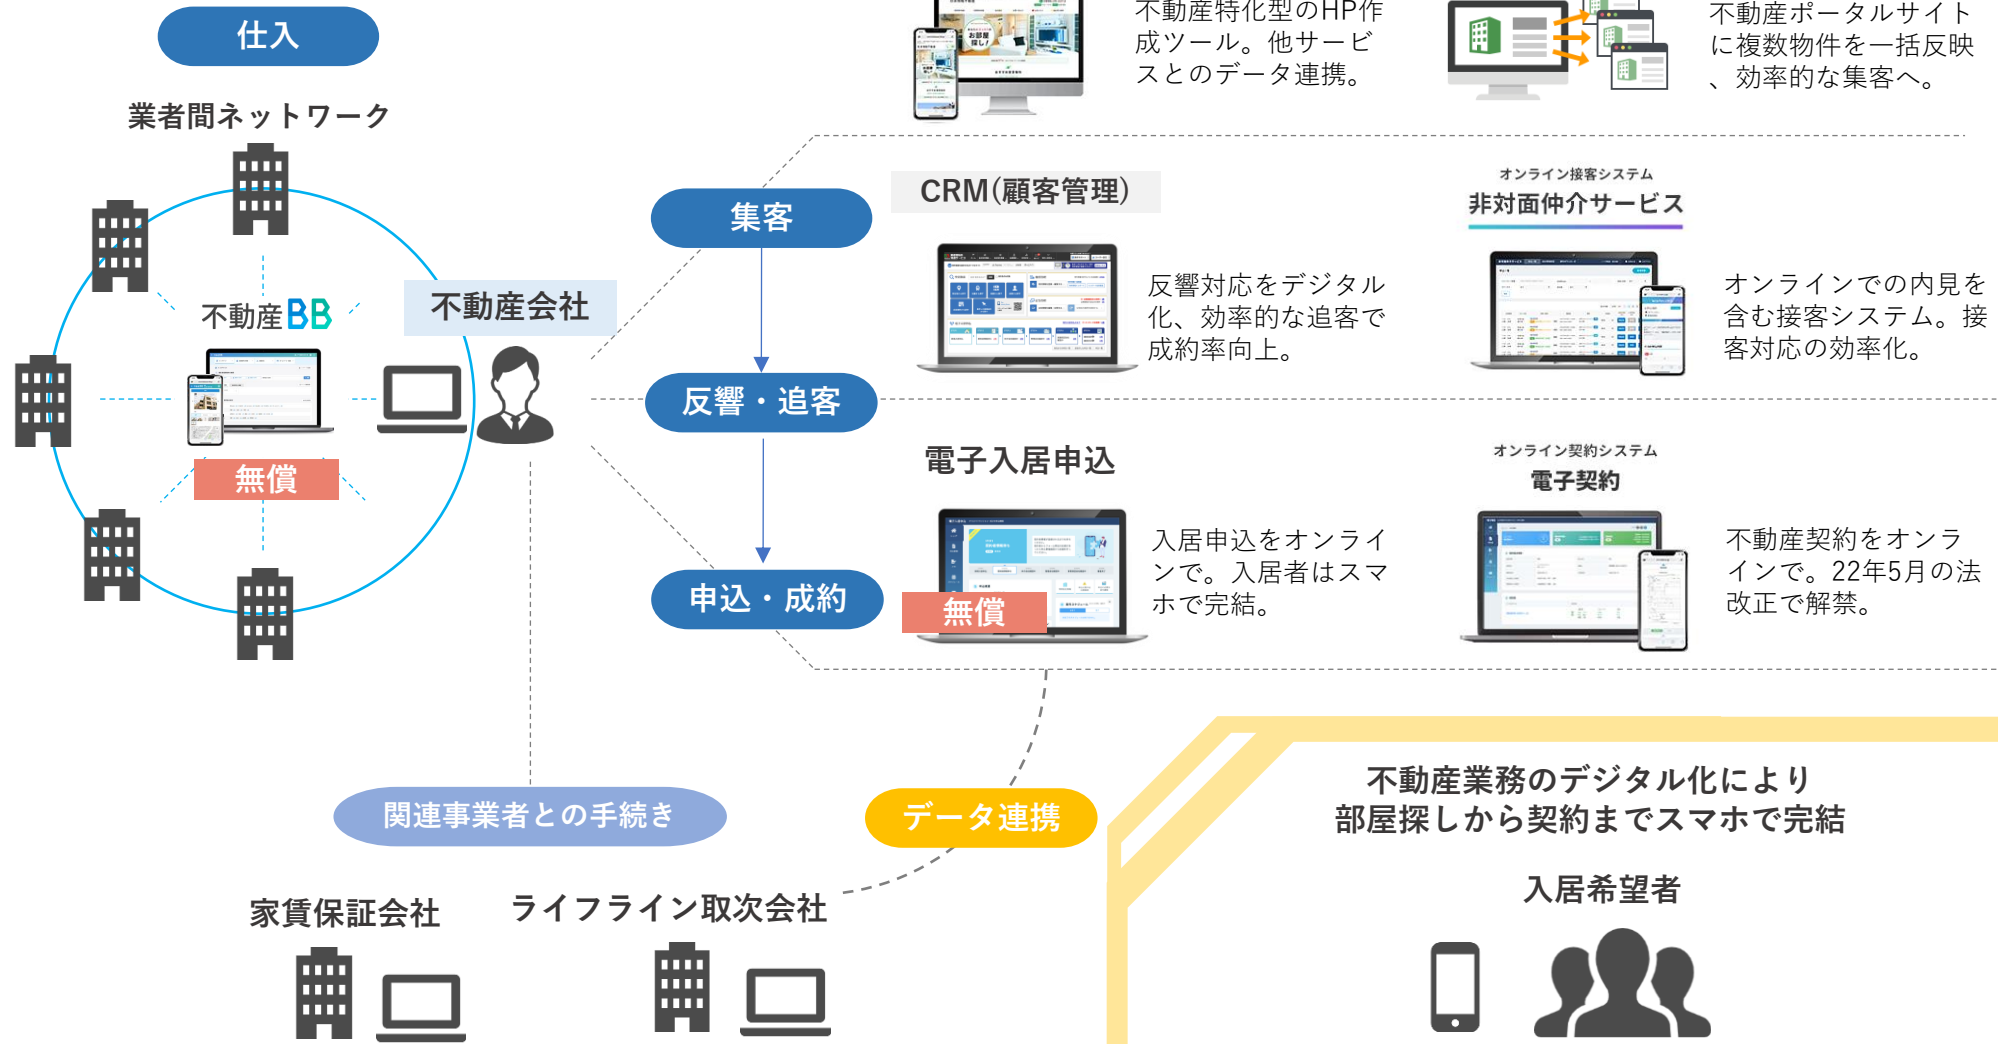 仕入
不動産特化型のHP作
成ツール。他サービ
スとのデータ連携。
不動産ポータルサイト
に複数物件を一括反映
、効率的な集客へ。
業者間ネットワーク
不動産BB
無償
不動産会社
集客
反響・追客
申込・成約
CRM(顧客管理)
反響対応をデジタル
化、効率的な追客で
成約率向上。
オンライン接客システム
非対面仲介サービス
オンラインでの内見を
含む接客システム。接
客対応の効率化。
電子入居申込
無償
入居申込をオンライ
ンで。入居者はスマ
ホで完結。
オンライン契約システム
電子契約
不動産契約をオンラ
インで。22年5月の法
改正で解禁。
関連事業者との手続き
データ連携
家賃保証会社
ライフライン取次会社
不動産業務のデジタル化により
部屋探しから契約までスマホで完結
入居希望者